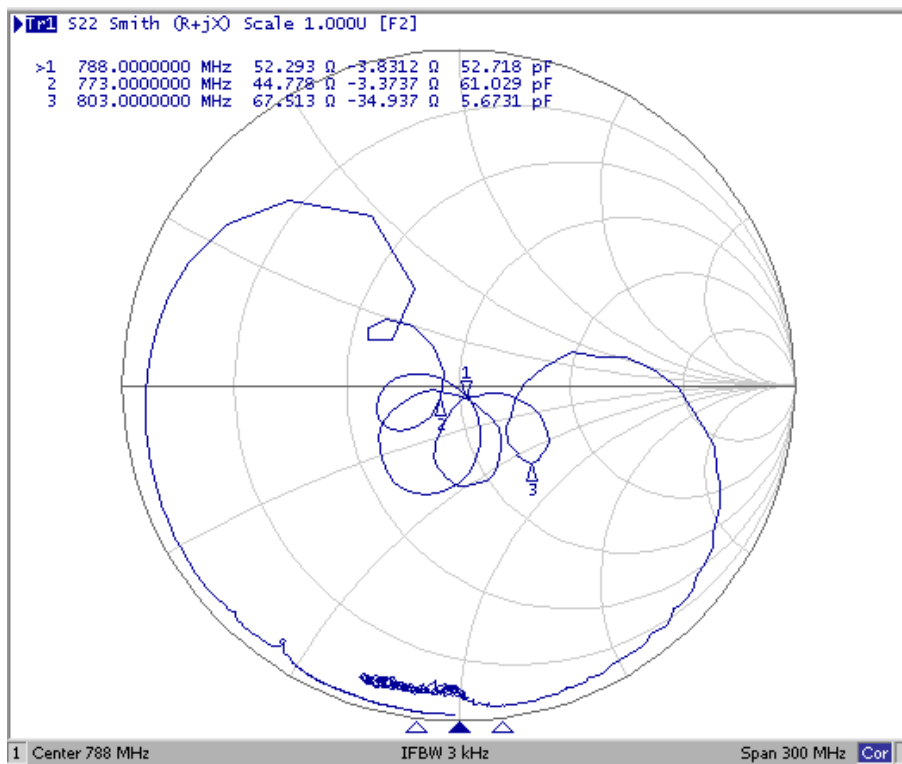 Tr1 S22 Smith (R+jX) Scale 1.000U [F2]
>1 788.0000000 MHz 52.293 Ω -3.8312 Ω 52.718 pF
2 773.0000000 MHz 44.778 Ω -3.3737 Ω 61.029 pF
3 803.0000000 MHz 67.513 Ω -34.937 Ω 5.6731 pF
1
2
3
1 Center 788 MHz IFBW 3 kHz Span 300 MHz Cor